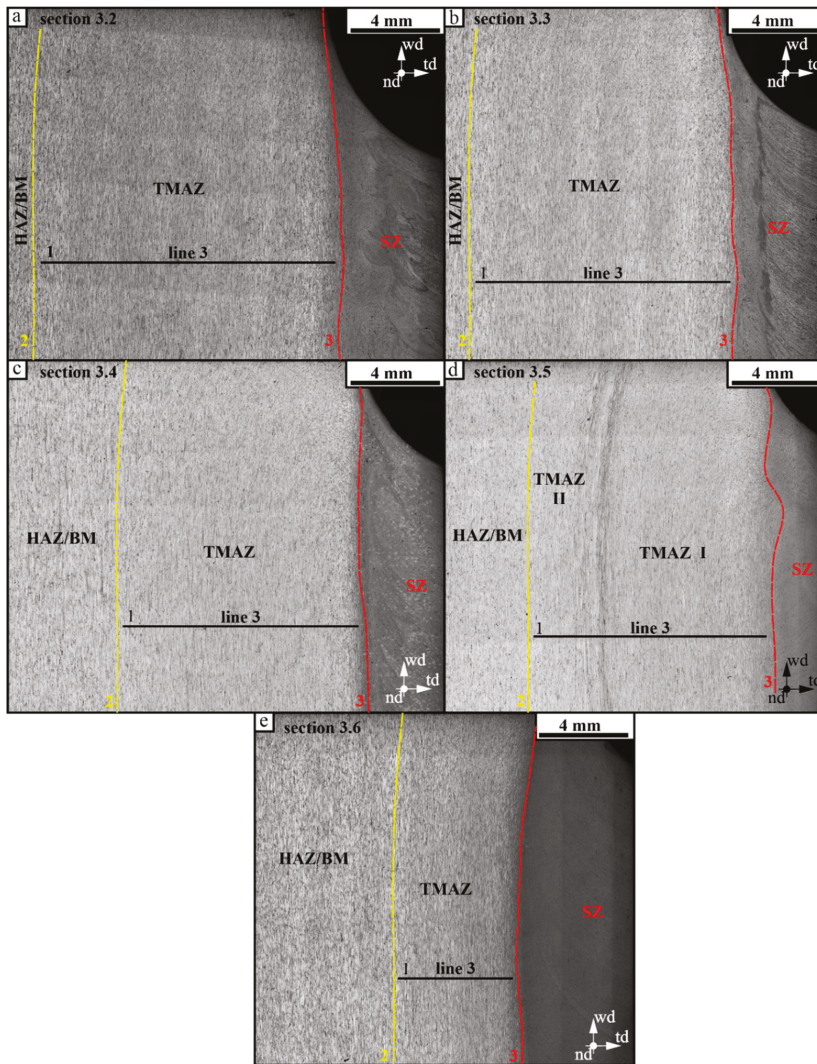 a section 3.2 4 mm
wd
td
nd
HAZ/BM
TMAZ
SZ
1 line 3
2 3
b section 3.3 4 mm
wd
td
nd
HAZ/BM
TMAZ
SZ
1 line 3
2 3
c section 3.4 4 mm
HAZ/BM
TMAZ
SZ
1 line 3
wd
td
nd
2 3
d section 3.5 4 mm
TMAZ
II
HAZ/BM
TMAZ I
SZ
1 line 3
wd
td
nd
2 3
e section 3.6 4 mm
HAZ/BM
TMAZ
SZ
1 line 3
wd
td
nd
2 3